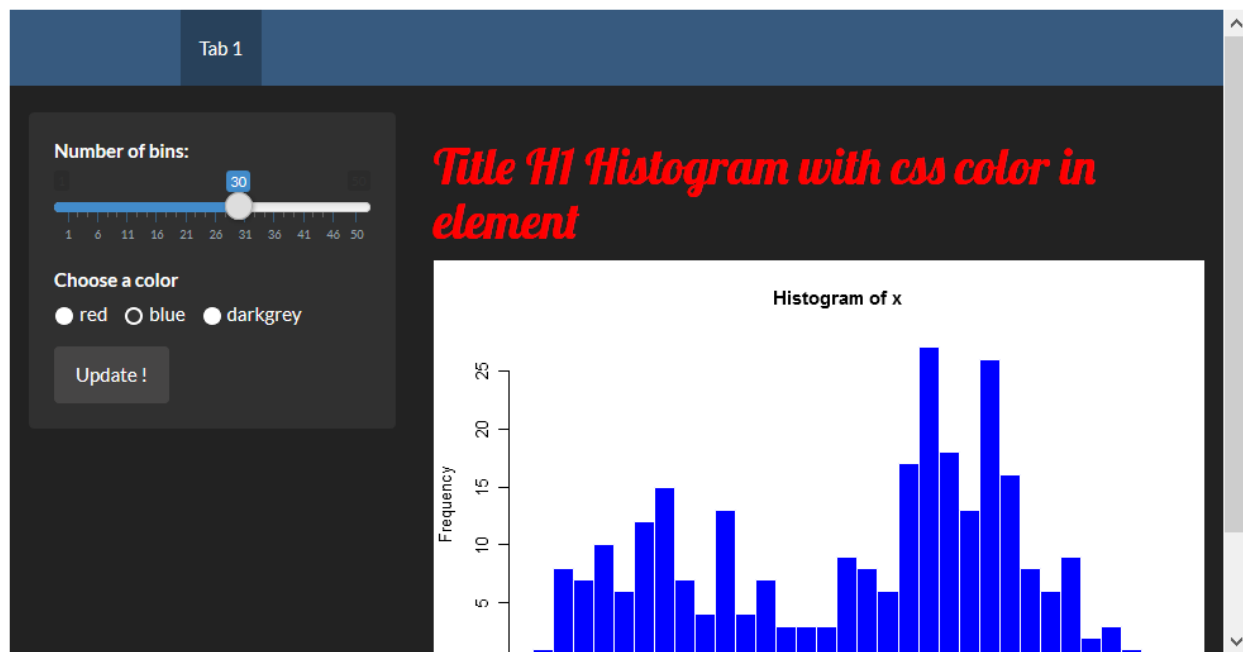 Tab 1
Number of bins:
1 30 50
1 6 11 16 21 26 31 36 41 46 50
Choose a color
red blue darkgrey
Update !
Title H1 Histogram with css color in
element
Histogram of x
Frequency
25
20
15
10
5